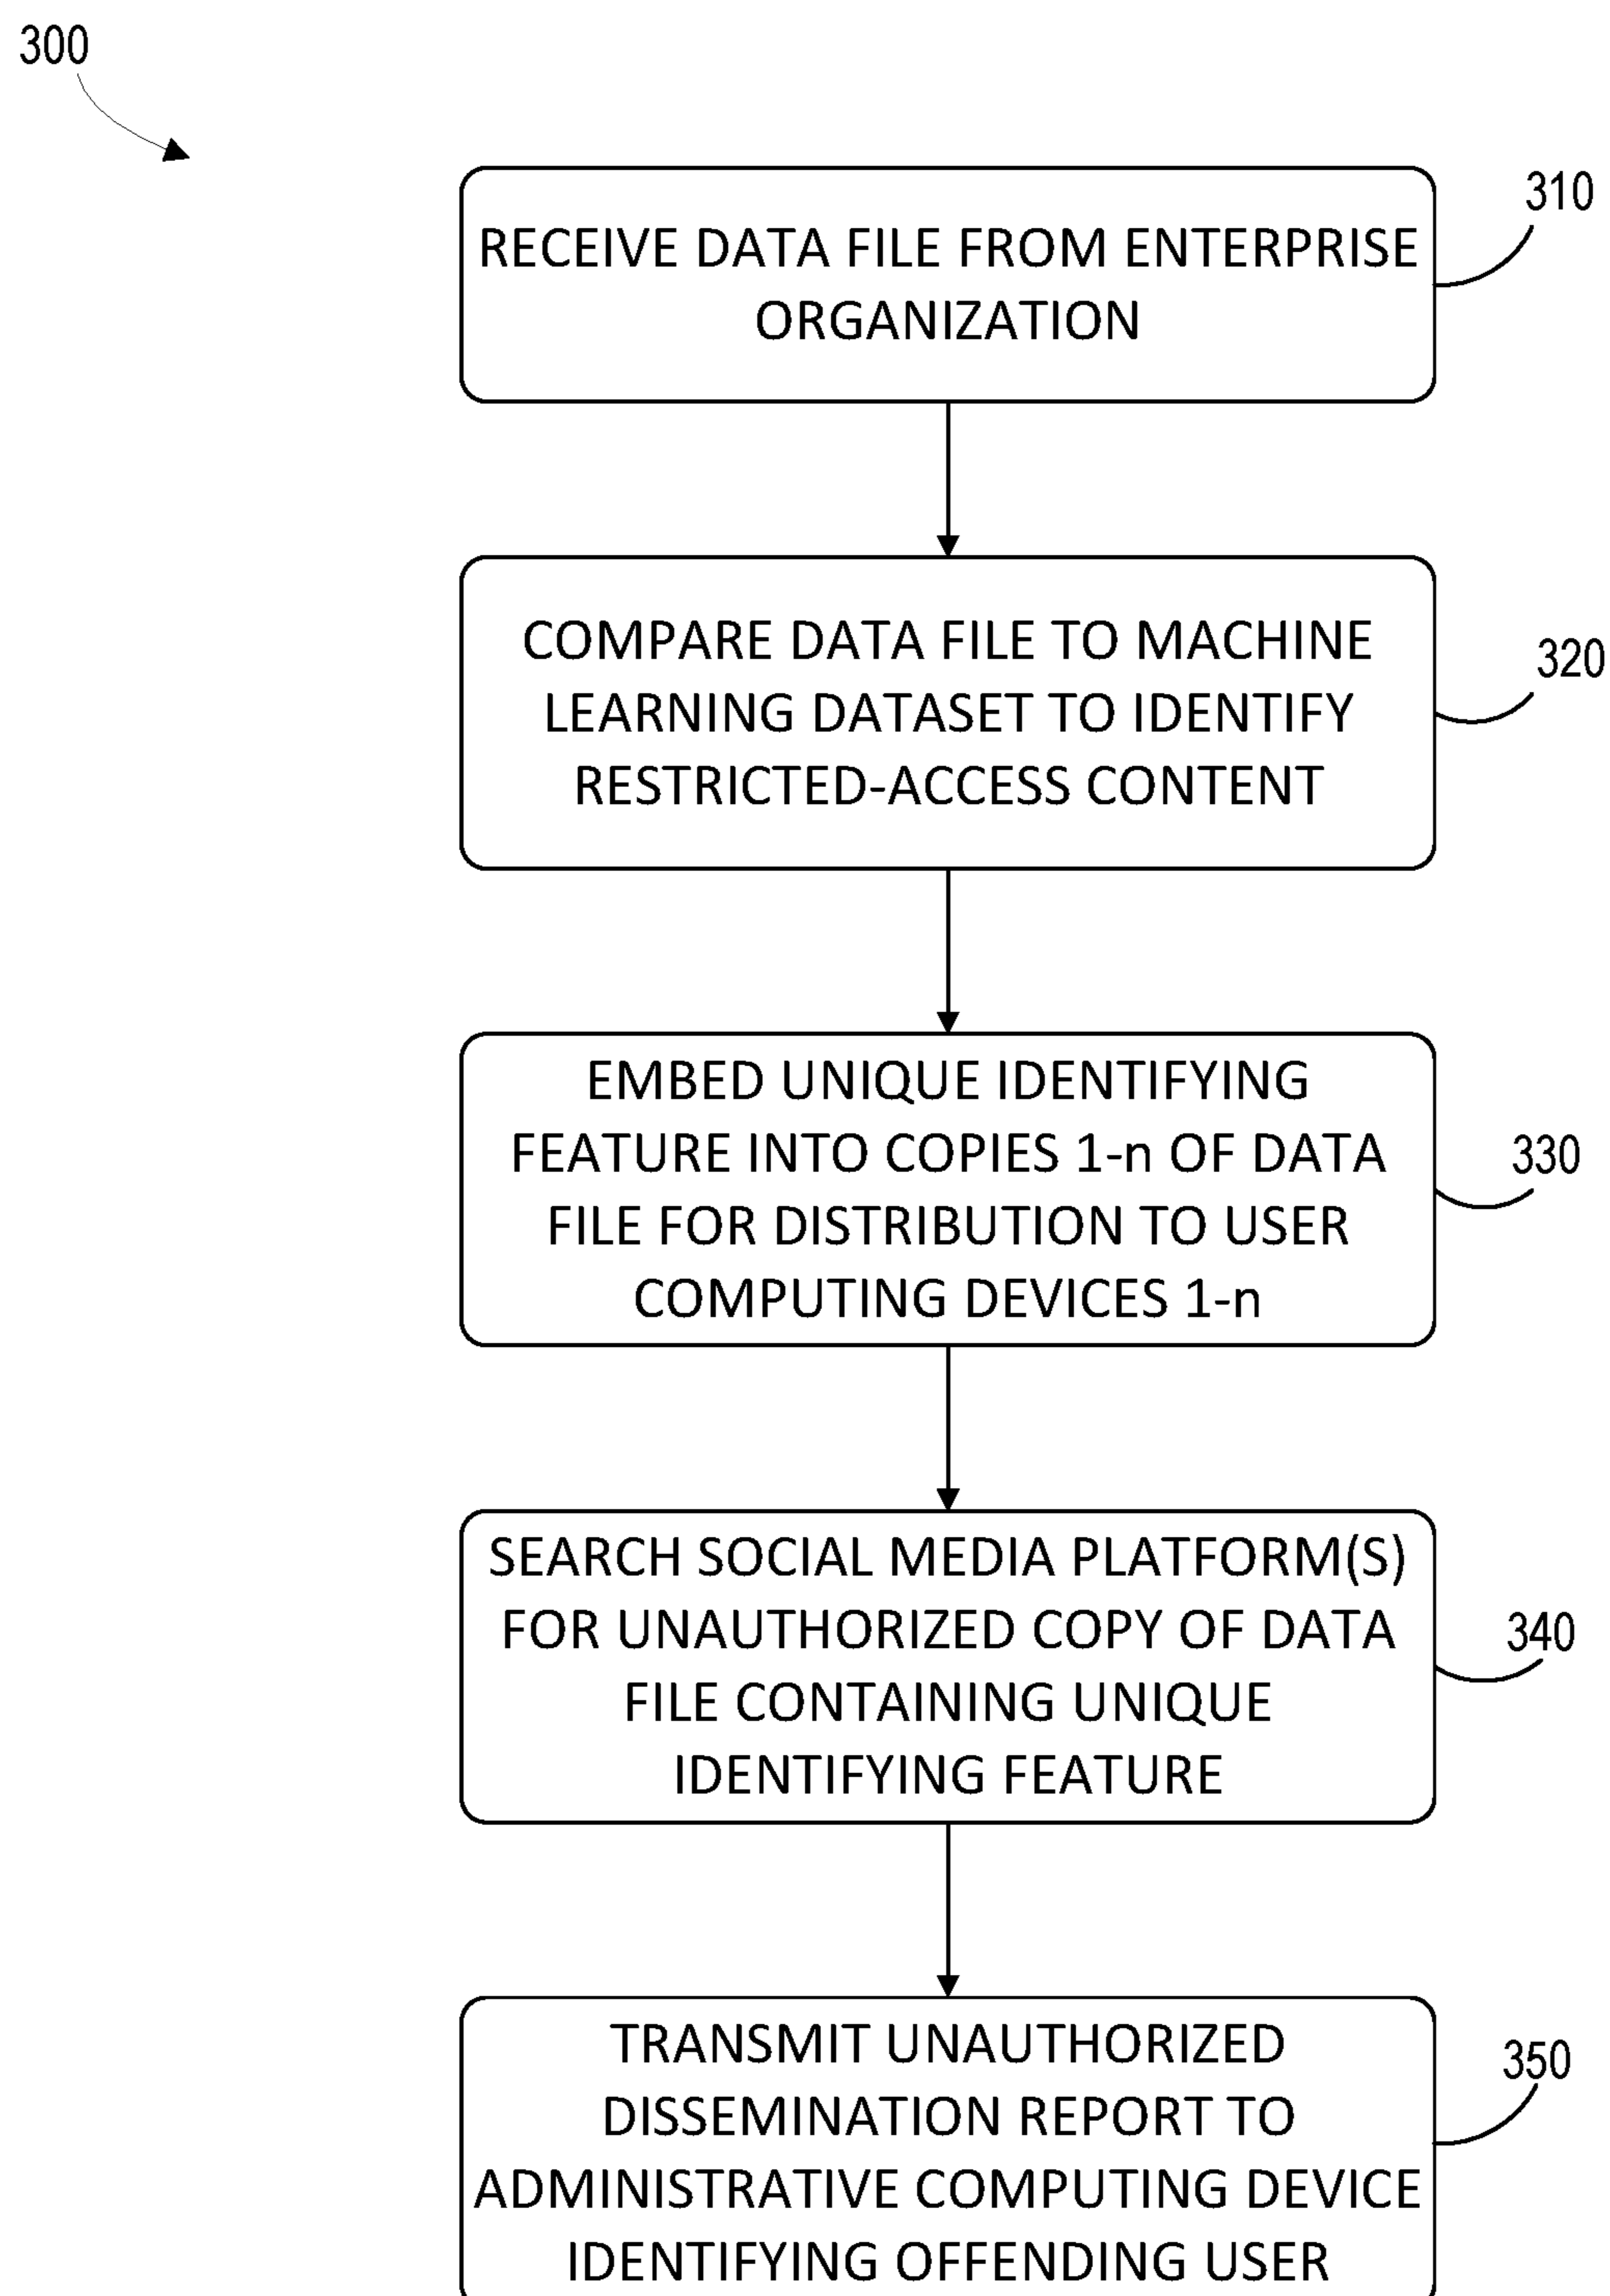 300
RECEIVE DATA FILE FROM ENTERPRISE
ORGANIZATION
310
COMPARE DATA FILE TO MACHINE
LEARNING DATASET TO IDENTIFY
RESTRICTED-ACCESS CONTENT
320
EMBED UNIQUE IDENTIFYING
FEATURE INTO COPIES 1-n OF DATA
FILE FOR DISTRIBUTION TO USER
COMPUTING DEVICES 1-n
330
SEARCH SOCIAL MEDIA PLATFORM(S)
FOR UNAUTHORIZED COPY OF DATA
FILE CONTAINING UNIQUE
IDENTIFYING FEATURE
340
TRANSMIT UNAUTHORIZED
DISSEMINATION REPORT TO
ADMINISTRATIVE COMPUTING DEVICE
IDENTIFYING OFFENDING USER
350